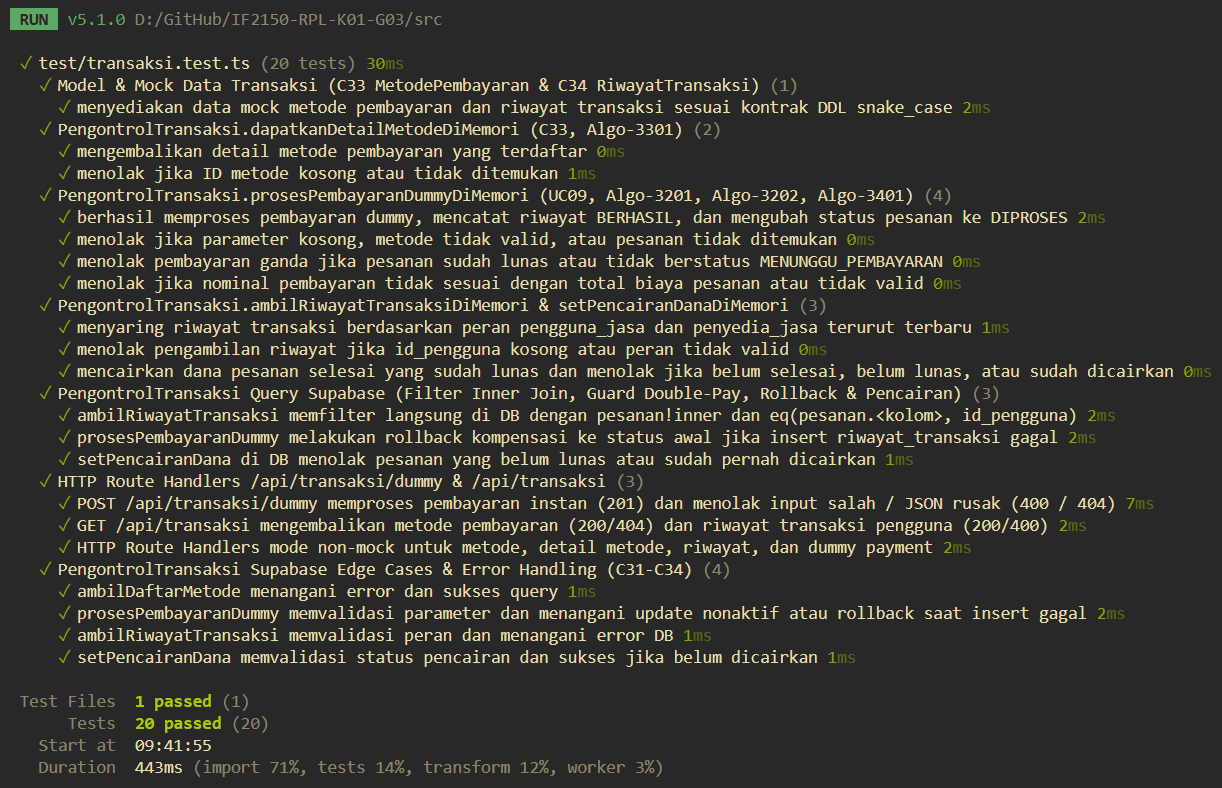 RUN v5.1.0 D:/GitHub/IF2150-RPL-K01-G03/src
✓ test/transaksi.test.ts (20 tests) 30ms
✓ Model & Mock Data Transaksi (C33 MetodePembayaran & C34 RiwayatTransaksi) (1)
✓ menyediakan data mock metode pembayaran dan riwayat transaksi sesuai kontrak DDL snake_case 2ms
✓ PengontrolTransaksi.dapatkanDetailMetodeDiMemori (C33, Algo-3301) (2)
✓ mengembalikan detail metode pembayaran yang terdaftar 0ms
✓ menolak jika ID metode kosong atau tidak ditemukan 1ms
✓ PengontrolTransaksi.prosesPembayaranDummyDiMemori (UC09, Algo-3201, Algo-3202, Algo-3401) (4)
✓ berhasil memproses pembayaran dummy, mencatat riwayat BERHASIL, dan mengubah status pesanan ke DIPROSES 2ms
✓ menolak jika parameter kosong, metode tidak valid, atau pesanan tidak ditemukan 0ms
✓ menolak pembayaran ganda jika pesanan sudah lunas atau tidak berstatus MENUNGGU_PEMBAYARAN 0ms
✓ menolak jika nominal pembayaran tidak sesuai dengan total biaya pesanan atau tidak valid 0ms
✓ PengontrolTransaksi.ambilRiwayatTransaksiDiMemori & setPencairanDanaDiMemori (3)
✓ menyaring riwayat transaksi berdasarkan peran pengguna_jasa dan penyedia_jasa terurut terbaru 1ms
✓ menolak pengambilan riwayat jika id_pengguna kosong atau peran tidak valid 0ms
✓ mencairkan dana pesanan selesai yang sudah lunas dan menolak jika belum selesai, belum lunas, atau sudah dicairkan 0ms
✓ PengontrolTransaksi Query Supabase (Filter Inner Join, Guard Double-Pay, Rollback & Pencairan) (3)
✓ ambilRiwayatTransaksi memfilter langsung di DB dengan pesanan!inner dan eq(pesanan.<kolom>, id_pengguna) 2ms
✓ prosesPembayaranDummy melakukan rollback kompensasi ke status awal jika insert riwayat_transaksi gagal 2ms
✓ setPencairanDana di DB menolak pesanan yang belum lunas atau sudah pernah dicairkan 1ms
✓ HTTP Route Handlers /api/transaksi/dummy & /api/transaksi (3)
✓ POST /api/transaksi/dummy memproses pembayaran instan (201) dan menolak input salah / JSON rusak (400 / 404) 7ms
✓ GET /api/transaksi mengembalikan metode pembayaran (200/404) dan riwayat transaksi pengguna (200/400) 2ms
✓ HTTP Route Handlers mode non-mock untuk metode, detail metode, riwayat, dan dummy payment 2ms
✓ PengontrolTransaksi Supabase Edge Cases & Error Handling (C31-C34) (4)
✓ ambilDaftarMetode menangani error dan sukses query 1ms
✓ prosesPembayaranDummy memvalidasi parameter dan menangani update nonaktif atau rollback saat insert gagal 2ms
✓ ambilRiwayatTransaksi memvalidasi peran dan menangani error DB 1ms
✓ setPencairanDana memvalidasi status pencairan dan sukses jika belum dicairkan 1ms
Test Files 1 passed (1)
Tests 20 passed (20)
Start at 09:41:55
Duration 443ms (import 71%, tests 14%, transform 12%, worker 3%)